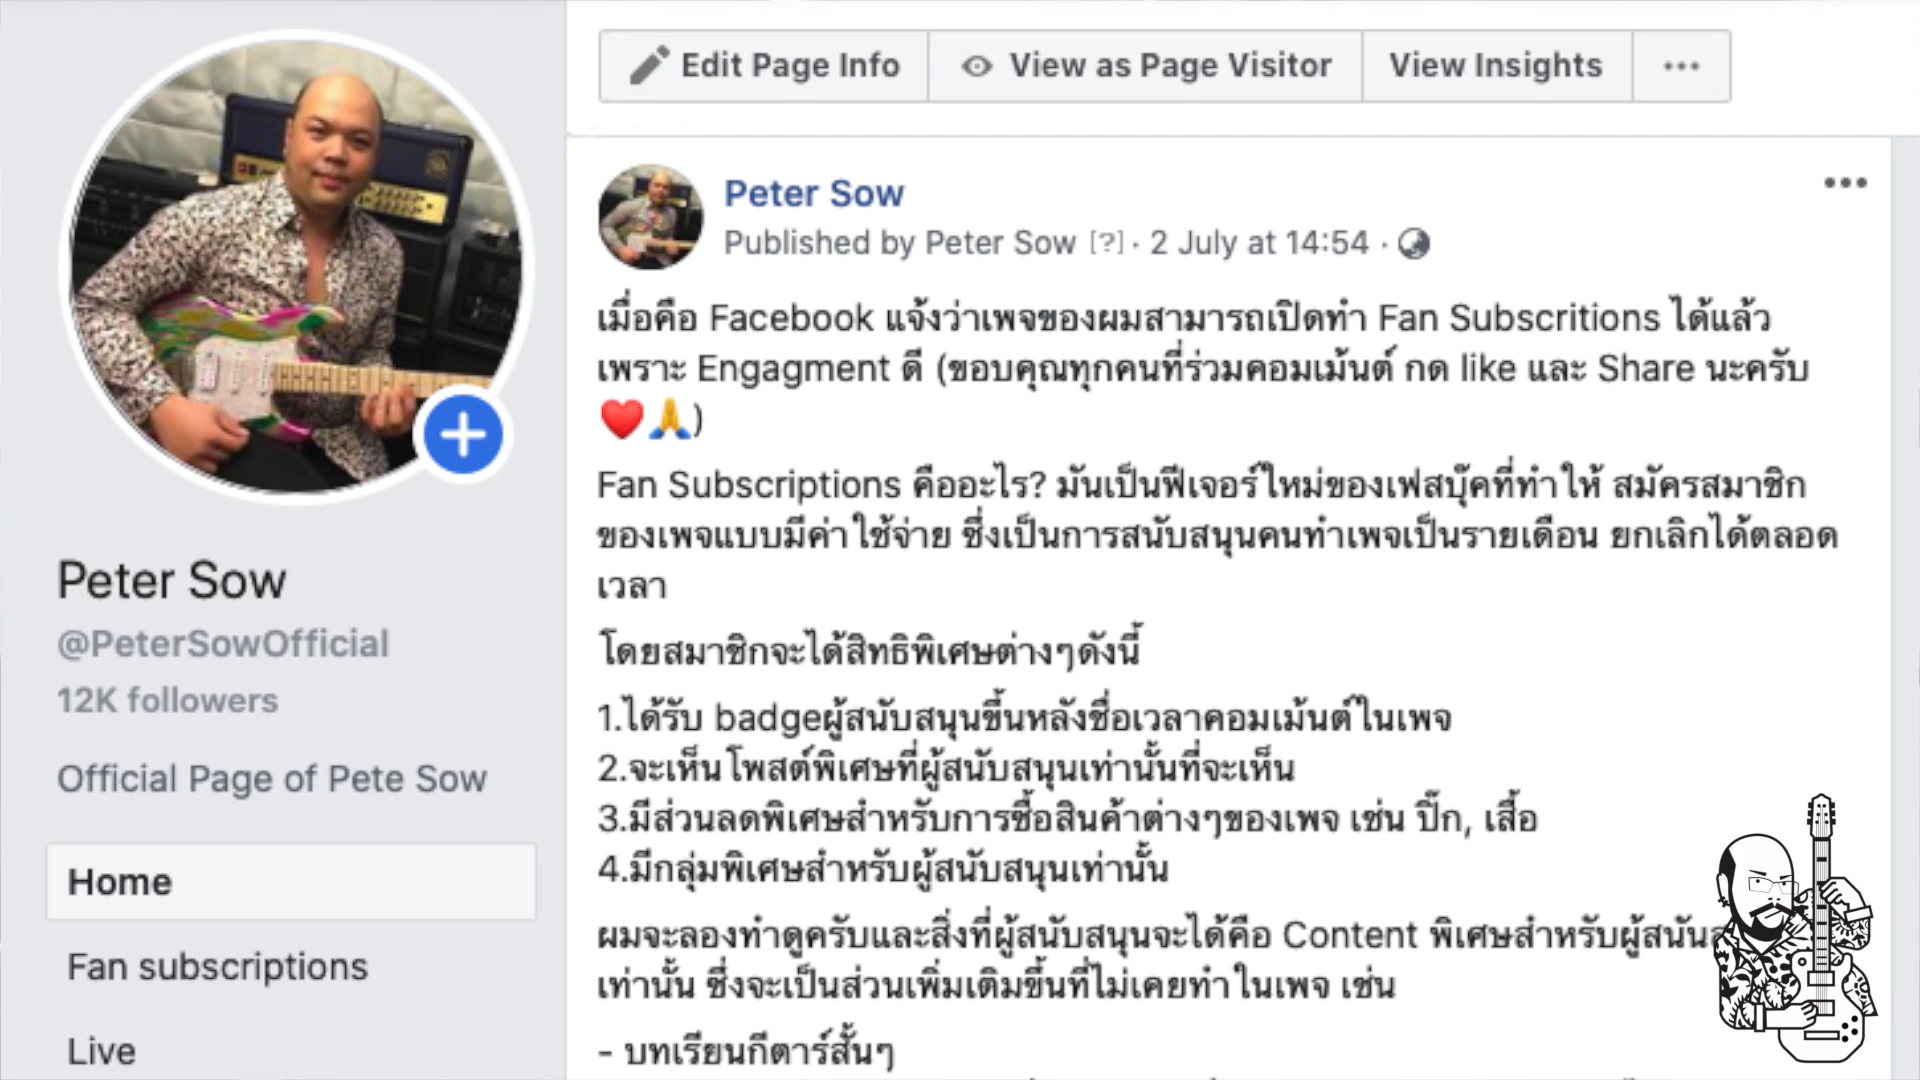 Edit Page Info
View as Page Visitor
View Insights
Peter Sow
Published by Peter Sow [?] · 2 July at 14:54 ·
เมื่อคือ Facebook แจ้งว่าเพจของผมสามารถเปิดทำ Fan Subscritions ได้แล้ว
เพราะ Engagment ดี (ขอบคุณทุกคนที่ร่วมคอมเม้นต์ กด like และ Share นะครับ
❤️🙏)
Fan Subscriptions คืออะไร? มันเป็นฟีเจอร์ใหม่ของเฟสบุ๊คที่ทำให้ สมัครสมาชิก
ของเพจแบบมีค่าใช้จ่าย ซึ่งเป็นการสนับสนุนคนทำเพจเป็นรายเดือน ยกเลิกได้ตลอด
เวลา
โดยสมาชิกจะได้สิทธิพิเศษต่างๆดังนี้
1.ได้รับ badgeผู้สนับสนุนขึ้นหลังชื่อเวลาคอมเม้นต์ในเพจ
2.จะเห็นโพสต์พิเศษที่ผู้สนับสนุนเท่านั้นที่จะเห็น
3.มีส่วนลดพิเศษสำหรับการซื้อสินค้าต่างๆของเพจ เช่น ปิ๊ก, เสื้อ
4.มีกลุ่มพิเศษสำหรับผู้สนับสนุนเท่านั้น
ผมจะลองทำดูครับและสิ่งที่ผู้สนับสนุนจะได้คือ Content พิเศษสำหรับ
เท่านั้น ซึ่งจะเป็นส่วนเพิ่มเติมขึ้นที่ไม่เคยทำในเพจ เช่น
- บทเรียนกีตาร์สั้นๆ
Peter Sow
@PeterSowOfficial
12K followers
Official Page of Pete Sow
Home
Fan subscriptions
Live